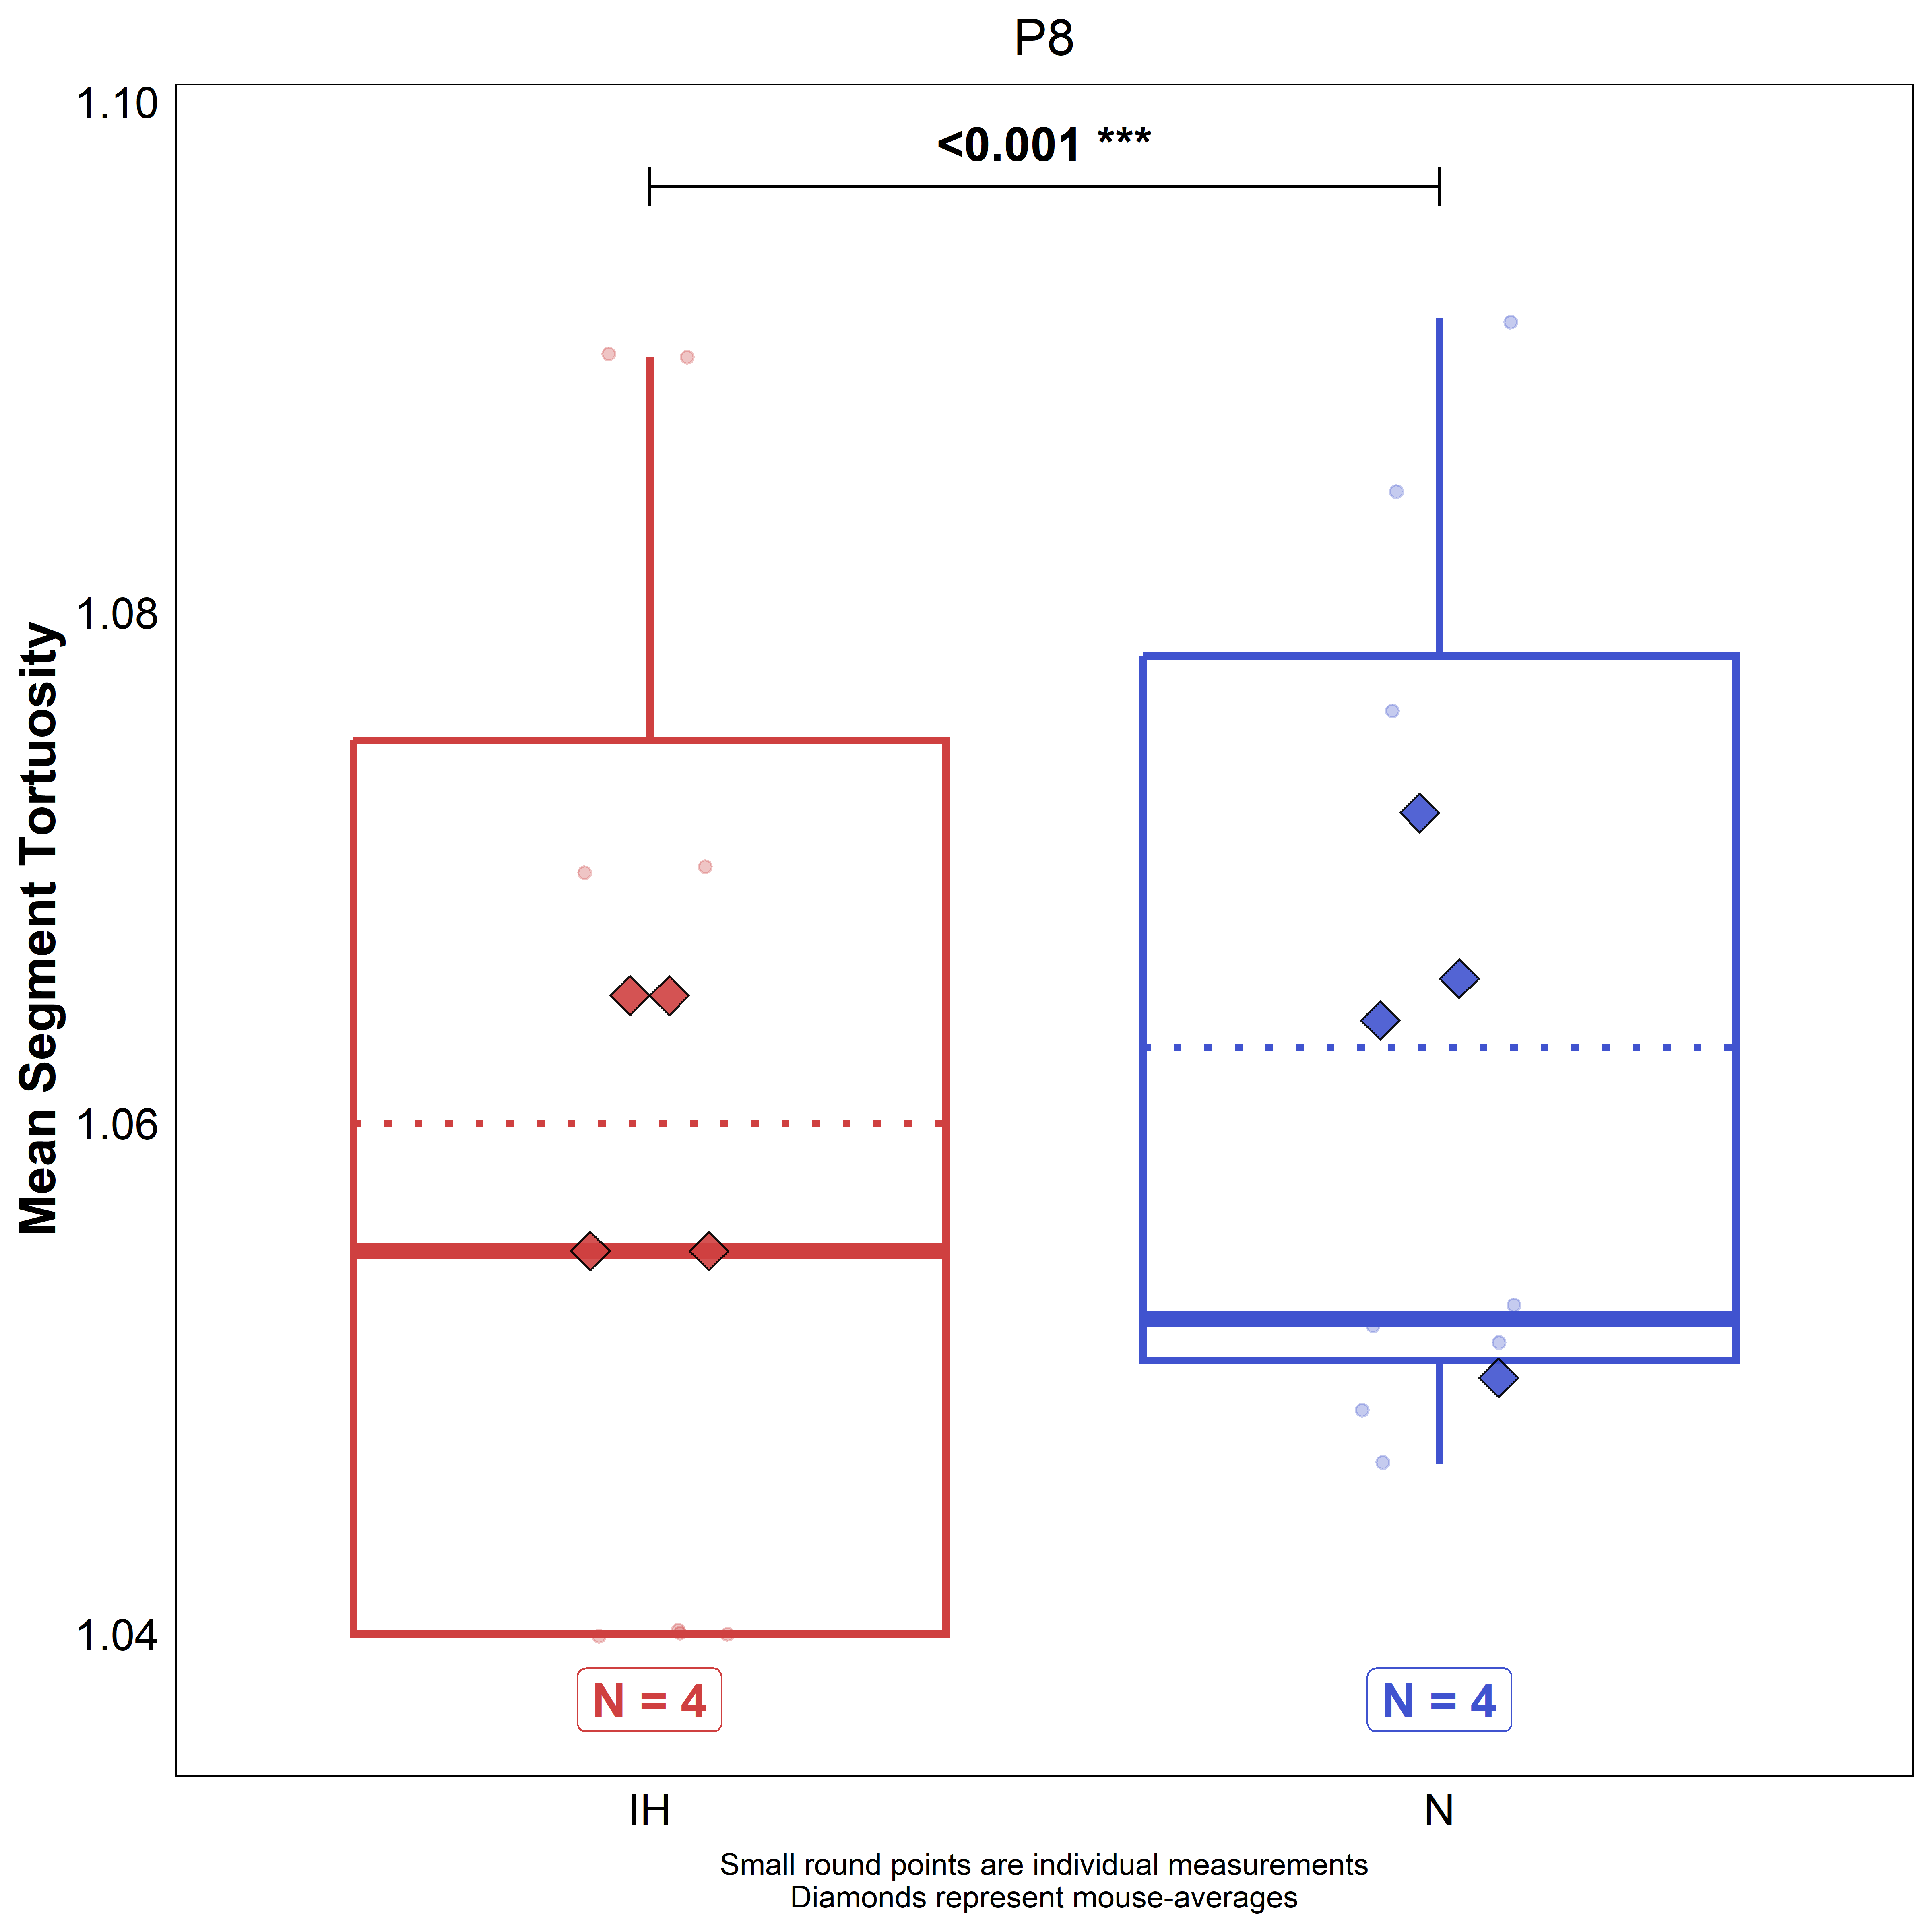 P8
1.10
<0.001 ***
1.08
Mean Segment Tortuosity
1.06
1.04
N = 4
N = 4
IH
N
Small round points are individual measurements
Diamonds represent mouse-averages